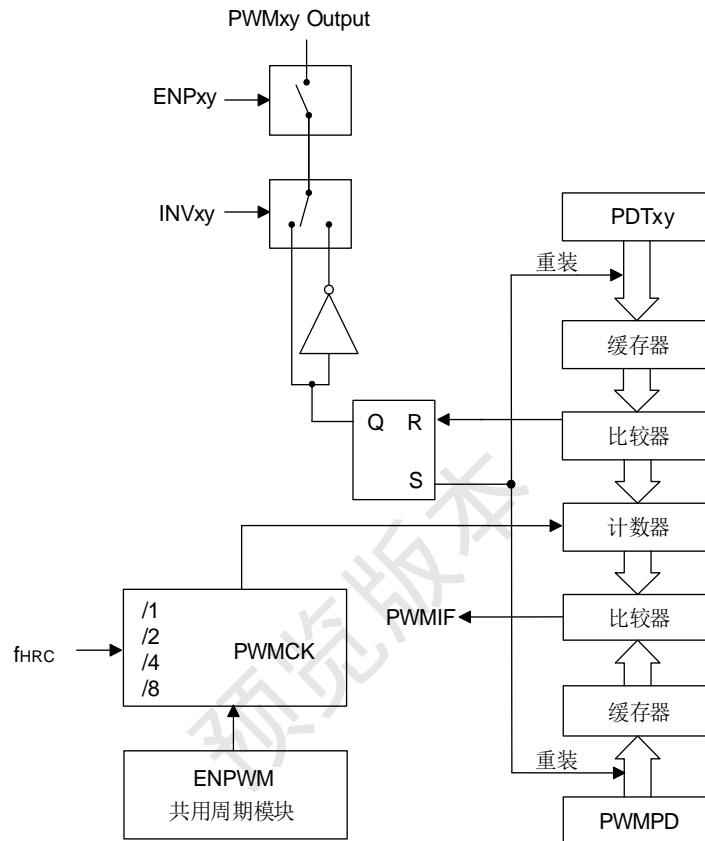 PWMxy Output
ENPxy
INVxy
PDTxy
重装
缓存器
Q R
比较器
S
计数器
/1
/2
/4
/8
PWMCK
fHRC
PWMIF
比较器
缓存器
ENPWM
共用周期模块
重装
PWMPD
预览版本